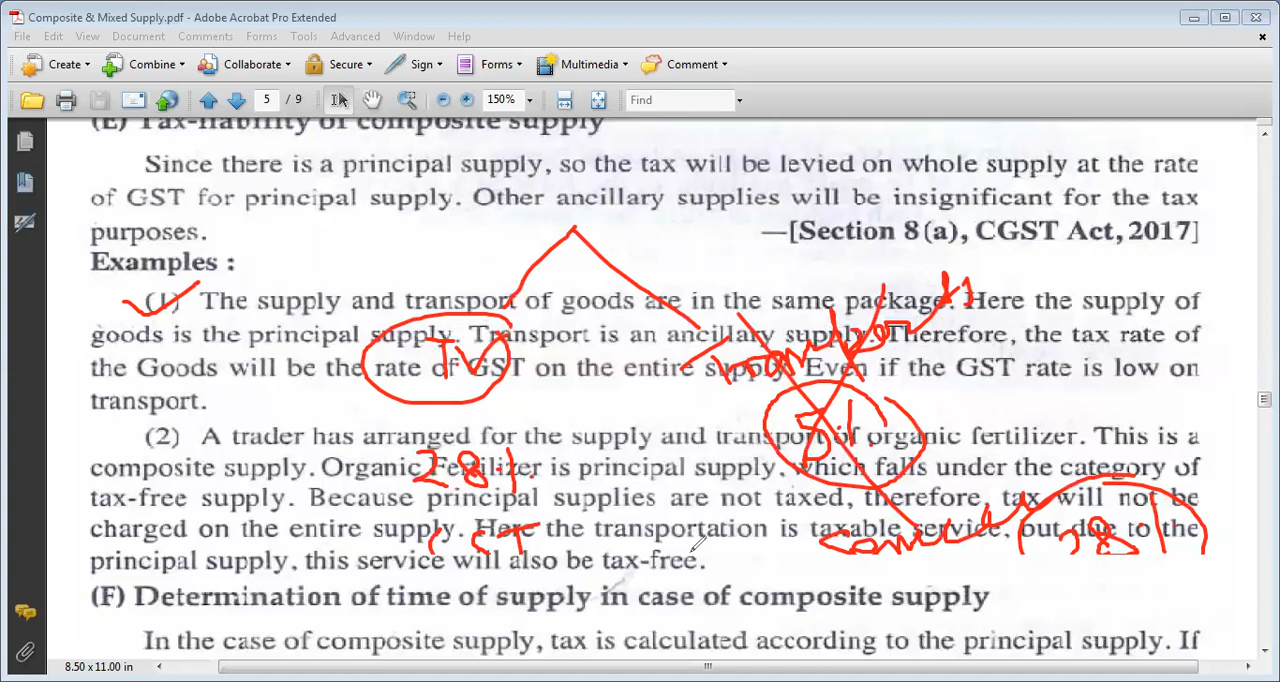 Composite & Mixed Supply.pdf - Adobe Acrobat Pro Extended
File Edit View Document Comments Forms Tools Advanced Window Help
Create Combine Collaborate Secure Sign Forms Multimedia Comment
5 / 9 150% Find
(E) Tax-liability of composite supply
Since there is a principal supply, so the tax will be levied on whole supply at the rate
of GST for principal supply. Other ancillary supplies will be insignificant for the tax
purposes. —[Section 8(a), CGST Act, 2017]
Examples :
(1) The supply and transport of goods are in the same package. Here the supply of
goods is the principal supply. Transport is an ancillary supply. Therefore, the tax rate of
the Goods will be the rate of GST on the entire supply. Even if the GST rate is low on
transport.
TV
5%
(2) A trader has arranged for the supply and transport of organic fertilizer. This is a
composite supply. Organic Fertilizer is principal supply, which falls under the category of
28%
tax-free supply. Because principal supplies are not taxed, therefore, tax will not be
charged on the entire supply. Here the transportation is taxable service, but due to the
28%
principal supply, this service will also be tax-free.
(F) Determination of time of supply in case of composite supply
In the case of composite supply, tax is calculated according to the principal supply. If
8.50 x 11.00 in